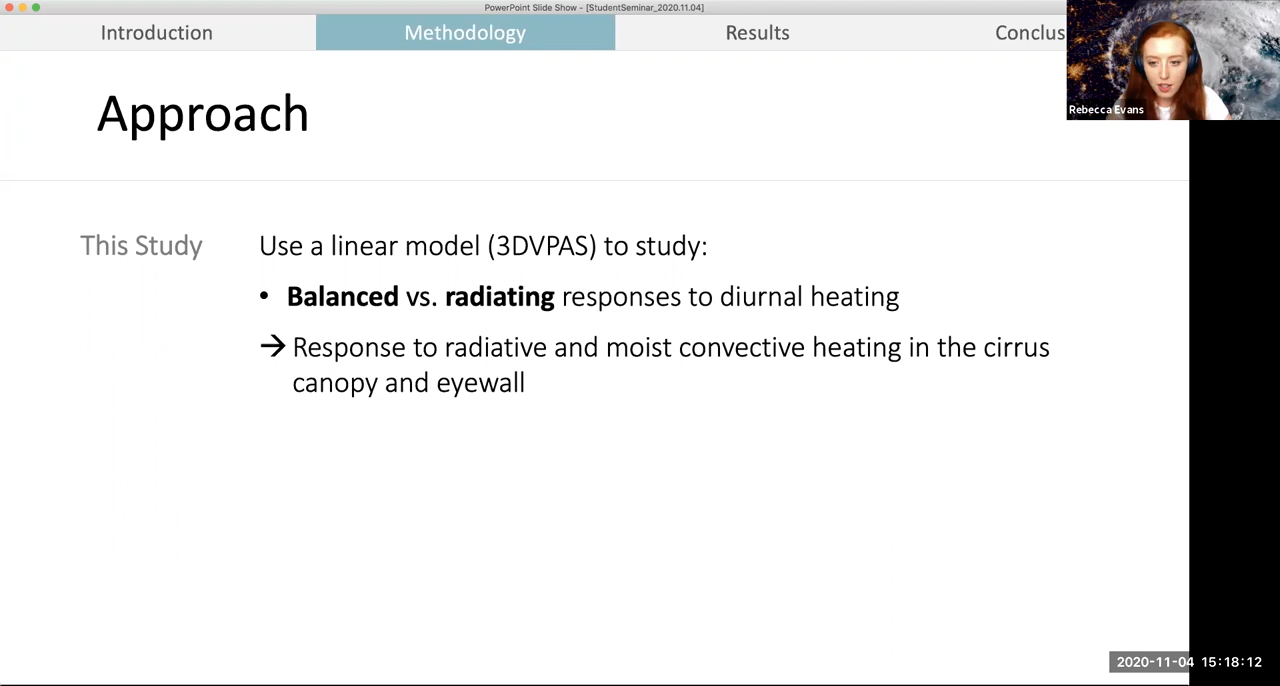 PowerPoint Slide Show - [StudentSeminar_2020.11.04]
Introduction
Methodology
Results
Conclus
Rebecca Evans
Approach
This Study
Use a linear model (3DVPAS) to study:
• Balanced vs. radiating responses to diurnal heating
→ Response to radiative and moist convective heating in the cirrus
canopy and eyewall
2020-11-04 15:18:12